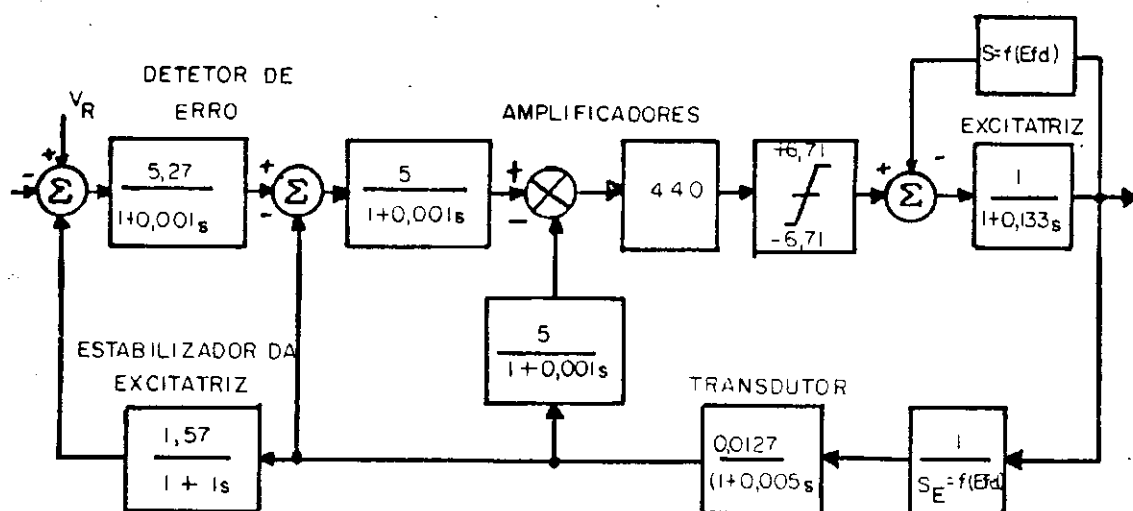 S=f(Efd)
DETETOR DE
ERRO
V_R
AMPLIFICADORES
EXCITATRIZ
+
-
Σ
5,27
1+0,001s
+
-
Σ
5
1+0,001s
+
-
440
+6,71
-6,71
+
-
Σ
1
1+0,133s
5
1+0,001s
ESTABILIZADOR DA
EXCITATRIZ
1,57
1 + 1s
TRANSDUTOR
0,0127
(1+0,005s
1
S_E=f(Efd)